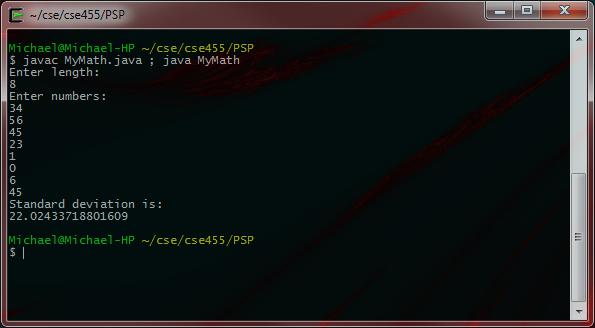 ~/cse/cse455/PSP
Michael@Michael-HP ~/cse/cse455/PSP
$ javac MyMath.java ; java MyMath
Enter length:
8
Enter numbers:
34
56
45
23
1
0
6
45
Standard deviation is:
22.02433718801609
Michael@Michael-HP ~/cse/cse455/PSP
$